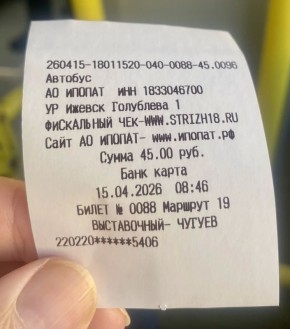 260415-18011520-040-0088-45.0096
Автобус
АО ИПОПАТ ИНН 1833046700
УР Ижевск Голублева 1
ФИСКАЛЬНЫЙ ЧЕК-WWW.STRIZH18.RU
Сайт АО ИПОПАТ- www.ипопат.рф
Сумма 45.00 руб.
Банк карта
15.04.2026 08:46
БИЛЕТ № 0088 Маршрут 19
ВЫСТАВОЧНЫЙ- ЧУГУЕВ
220220******5406